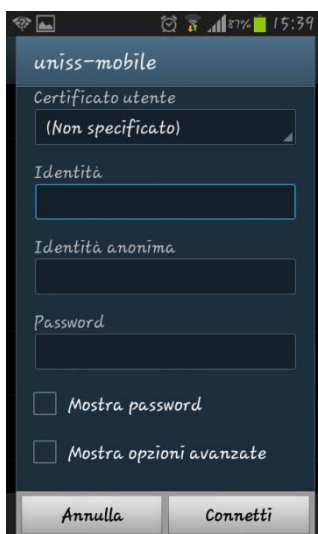 87% 15:39
uniss-mobile
Certificato utente
(Non specificato)
Identità
Identità anonima
Password
Mostra password
Mostra opzioni avanzate
Annulla Connetti